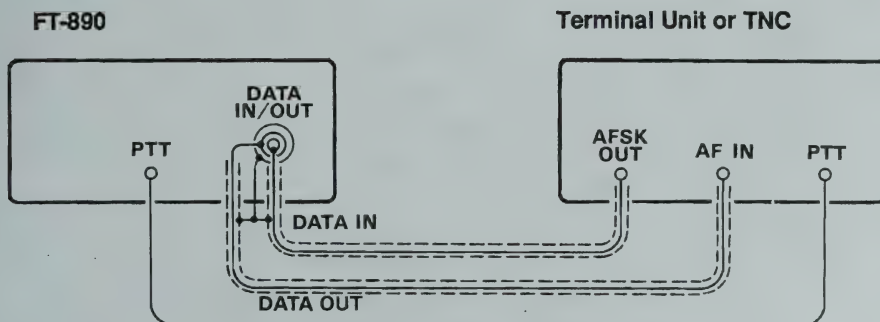 FT-890
Terminal Unit or TNC
DATA
IN/OUT
PTT
AFSK
OUT
AF IN
PTT
DATA IN
DATA OUT